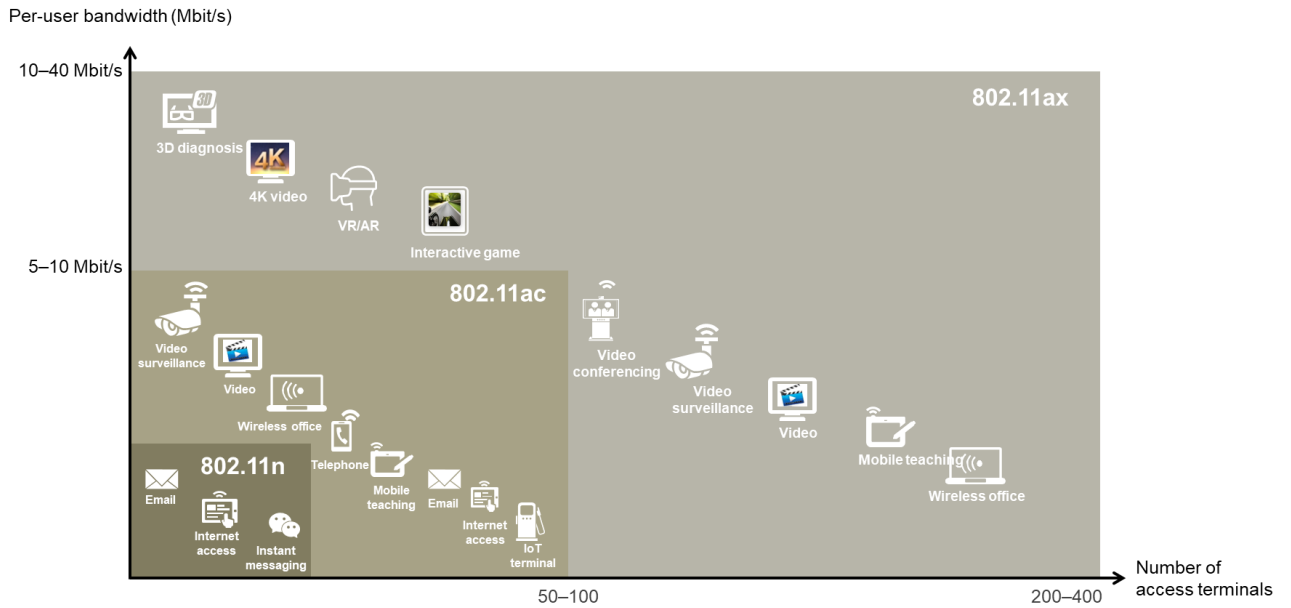 Per-user bandwidth (Mbit/s)
10–40 Mbit/s
802.11ax
3D
3D diagnosis
4K
4K video
VR/AR
Interactive game
5–10 Mbit/s
802.11ac
Video
surveillance
Video
Wireless office
Telephone
Mobile
teaching
Email
Internet
access
IoT
terminal
Video
conferencing
Video
surveillance
Video
Mobile teaching
Wireless office
802.11n
Email
Internet
access
Instant
messaging
50–100
200–400
Number of
access terminals